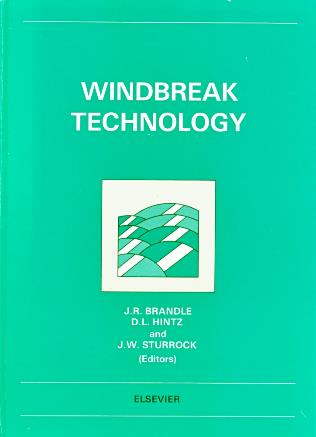 WINDBREAK
TECHNOLOGY
J.R. BRANDLE
D.L. HINTZ
and
J.W. STURROCK
(Editors)
ELSEVIER